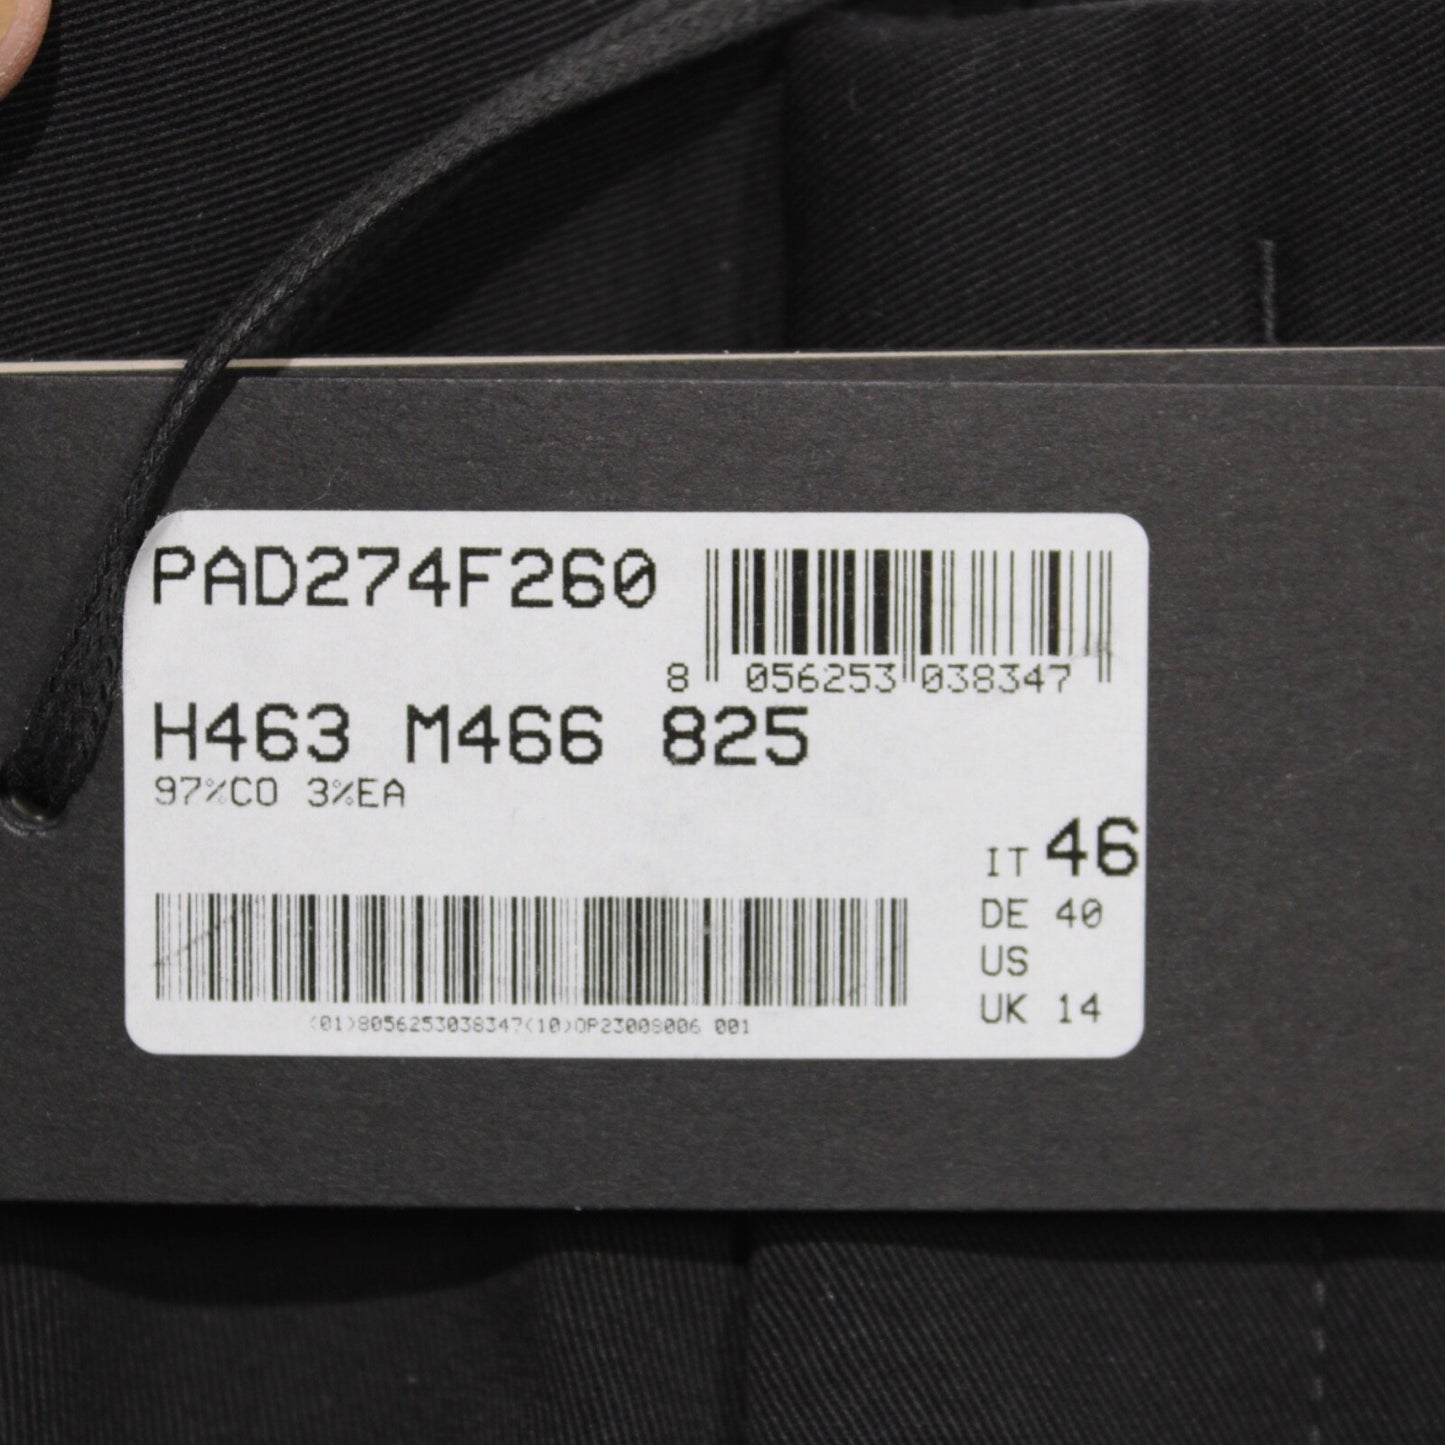 PAD274F260
8 056253 038347
H463 M466 825
97%CO 3%EA
IT 46
DE 40
US
UK 14
(01)8056253038347(10)OP23008006 001